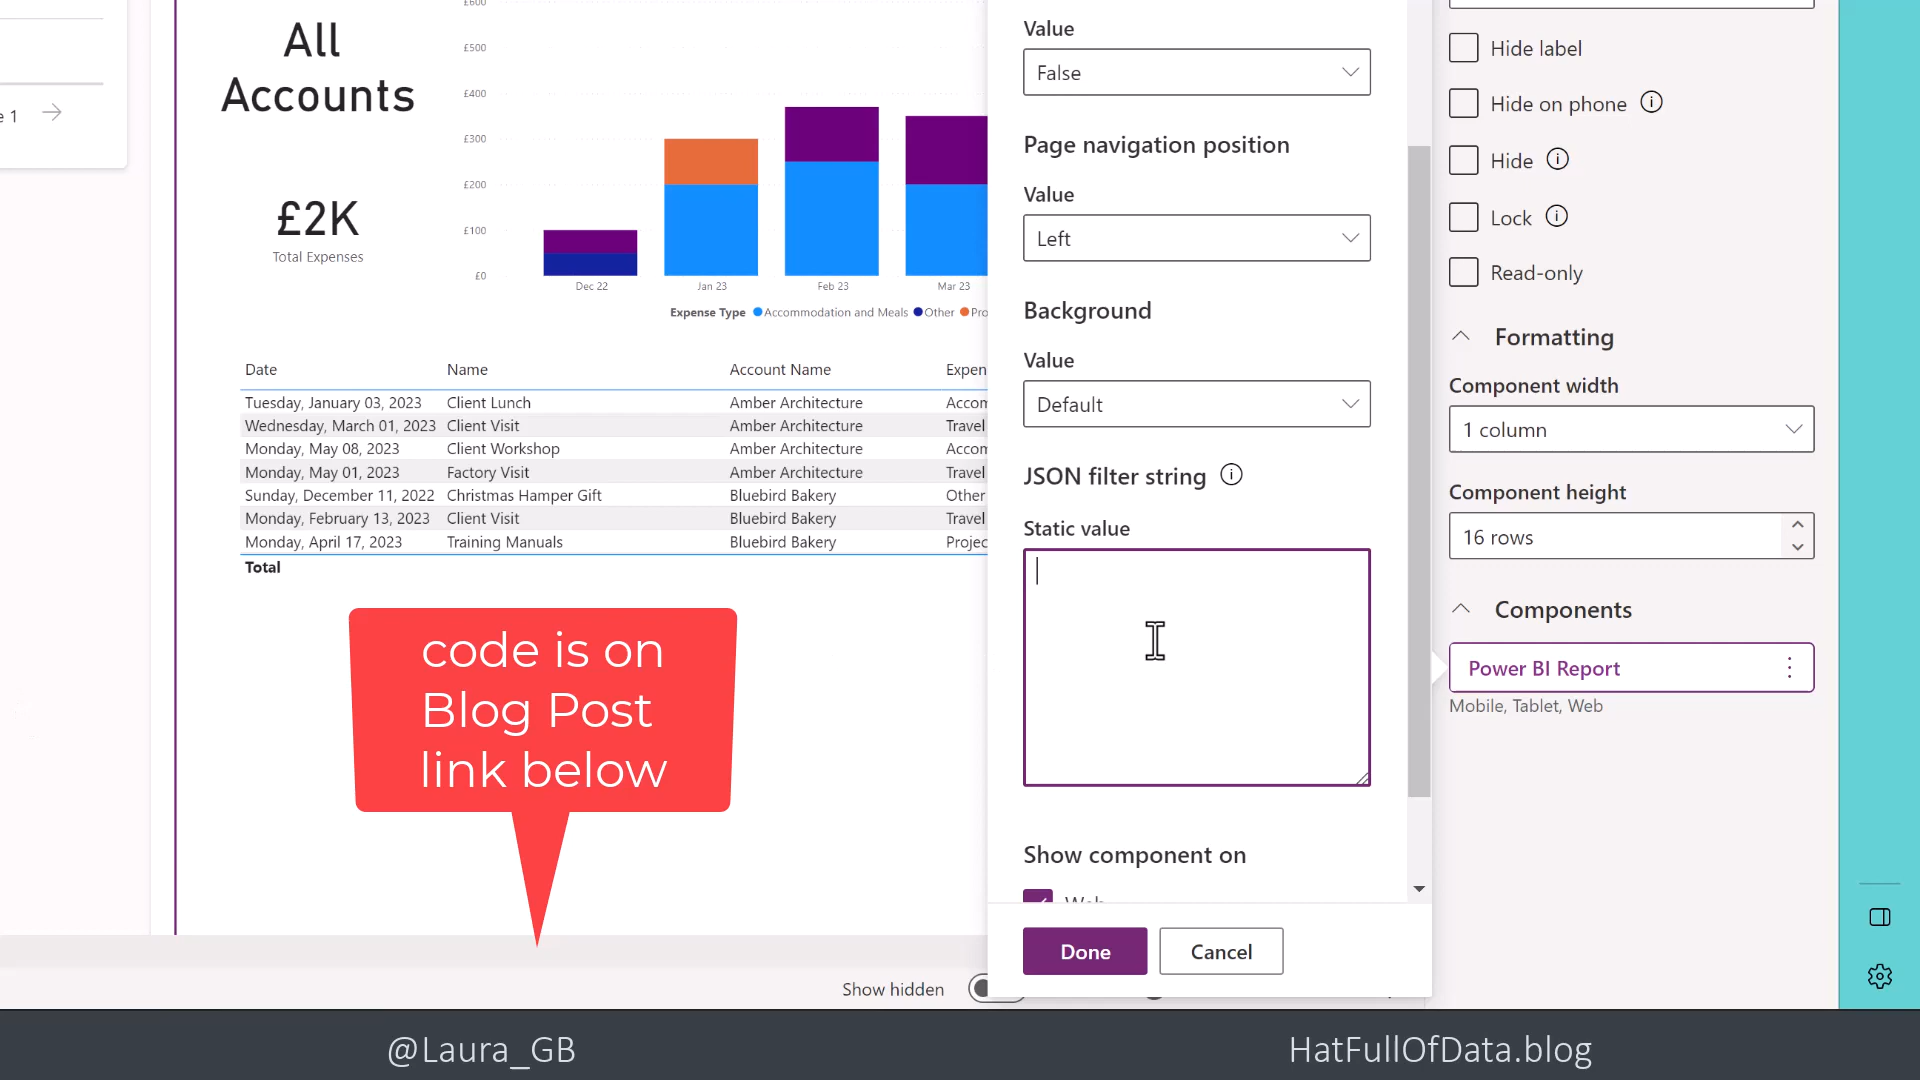 All
Accounts
£2K
Total Expenses
e 1
£600
£500
£400
£300
£200
£100
£0
Dec 22
Jan 23
Feb 23
Mar 23
Expense Type Accommodation and Meals Other Pro
Date Name Account Name Expen
Tuesday, January 03, 2023 Client Lunch Amber Architecture Accom
Wednesday, March 01, 2023 Client Visit Amber Architecture Travel
Monday, May 08, 2023 Client Workshop Amber Architecture Accom
Monday, May 01, 2023 Factory Visit Amber Architecture Travel
Sunday, December 11, 2022 Christmas Hamper Gift Bluebird Bakery Other
Monday, February 13, 2023 Client Visit Bluebird Bakery Travel
Monday, April 17, 2023 Training Manuals Bluebird Bakery Projec
Total
code is on
Blog Post
link below
Show hidden
Value
False
Page navigation position
Value
Left
Background
Value
Default
JSON filter string
Static value
Show component on
Web
Done
Cancel
Hide label
Hide on phone
Hide
Lock
Read-only
Formatting
Component width
1 column
Component height
16 rows
Components
Power BI Report
Mobile, Tablet, Web
@Laura_GB
HatFullOfData.blog